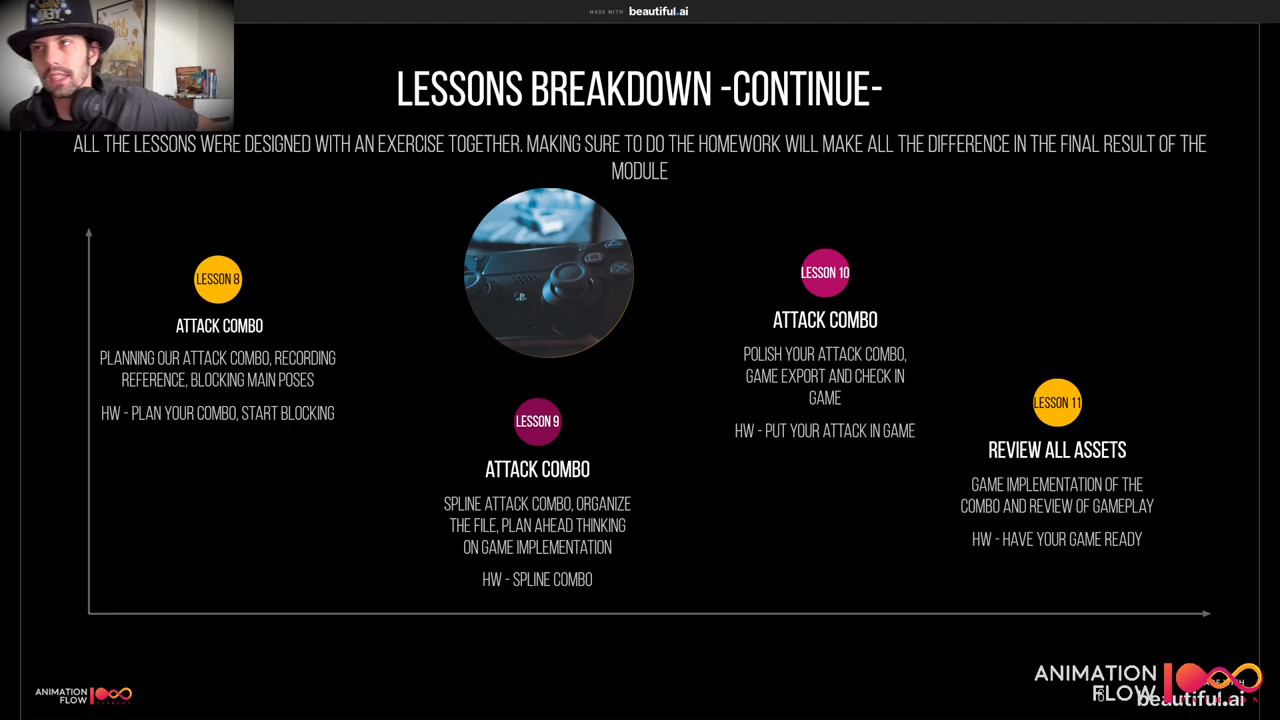 MADE WITH beautiful.ai
LESSONS BREAKDOWN -CONTINUE-
ALL THE LESSONS WERE DESIGNED WITH AN EXERCISE TOGETHER. MAKING SURE TO DO THE HOMEWORK WILL MAKE ALL THE DIFFERENCE IN THE FINAL RESULT OF THE
MODULE
LESSON 8
ATTACK COMBO
PLANNING OUR ATTACK COMBO, RECORDING
REFERENCE, BLOCKING MAIN POSES
HW - PLAN YOUR COMBO, START BLOCKING
LESSON 9
ATTACK COMBO
SPLINE ATTACK COMBO, ORGANIZE
THE FILE, PLAN AHEAD THINKING
ON GAME IMPLEMENTATION
HW - SPLINE COMBO
LESSON 10
ATTACK COMBO
POLISH YOUR ATTACK COMBO,
GAME EXPORT AND CHECK IN
GAME
HW - PUT YOUR ATTACK IN GAME
LESSON 11
REVIEW ALL ASSETS
GAME IMPLEMENTATION OF THE
COMBO AND REVIEW OF GAMEPLAY
HW - HAVE YOUR GAME READY
ANIMATION
FLOW
ANIMATION
FLOW
beautiful.ai